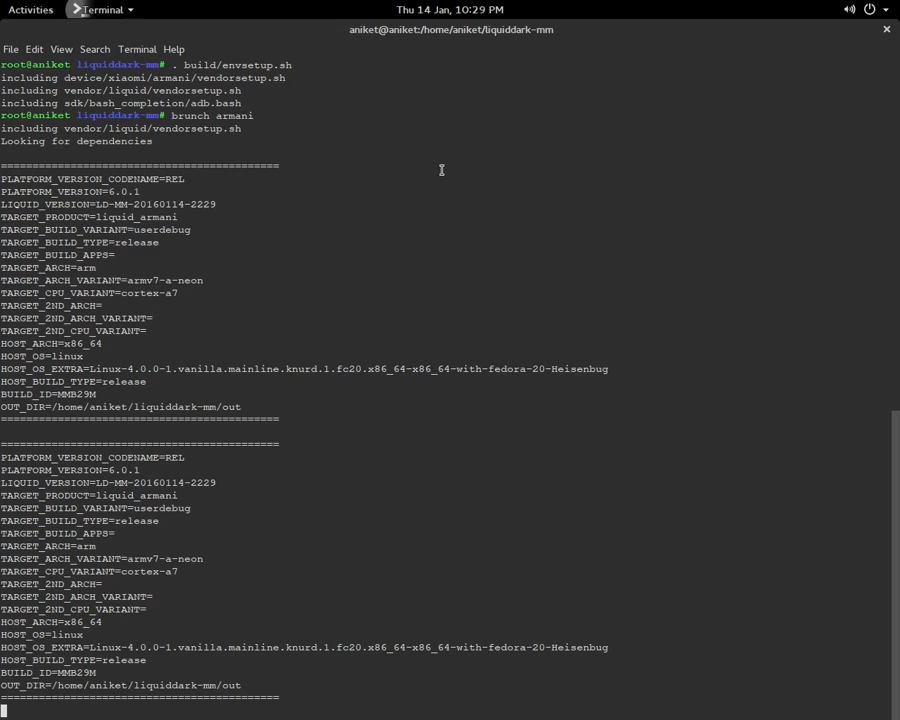 Activities
Terminal
Thu 14 Jan, 10:29 PM
aniket@aniket:/home/aniket/liquiddark-mm
File Edit View Search Terminal Help
root@aniket liquiddark-mm# . build/envsetup.sh
including device/xiaomi/armani/vendorsetup.sh
including vendor/liquid/vendorsetup.sh
including sdk/bash_completion/adb.bash
root@aniket liquiddark-mm# brunch armani
including vendor/liquid/vendorsetup.sh
Looking for dependencies
============================================
PLATFORM_VERSION_CODENAME=REL
PLATFORM_VERSION=6.0.1
LIQUID_VERSION=LD-MM-20160114-2229
TARGET_PRODUCT=liquid_armani
TARGET_BUILD_VARIANT=userdebug
TARGET_BUILD_TYPE=release
TARGET_BUILD_APPS=
TARGET_ARCH=arm
TARGET_ARCH_VARIANT=armv7-a-neon
TARGET_CPU_VARIANT=cortex-a7
TARGET_2ND_ARCH=
TARGET_2ND_ARCH_VARIANT=
TARGET_2ND_CPU_VARIANT=
HOST_ARCH=x86_64
HOST_OS=linux
HOST_OS_EXTRA=Linux-4.0.0-1.vanilla.mainline.knurd.1.fc20.x86_64-x86_64-with-fedora-20-Heisenbug
HOST_BUILD_TYPE=release
BUILD_ID=MMB29M
OUT_DIR=/home/aniket/liquiddark-mm/out
============================================
============================================
PLATFORM_VERSION_CODENAME=REL
PLATFORM_VERSION=6.0.1
LIQUID_VERSION=LD-MM-20160114-2229
TARGET_PRODUCT=liquid_armani
TARGET_BUILD_VARIANT=userdebug
TARGET_BUILD_TYPE=release
TARGET_BUILD_APPS=
TARGET_ARCH=arm
TARGET_ARCH_VARIANT=armv7-a-neon
TARGET_CPU_VARIANT=cortex-a7
TARGET_2ND_ARCH=
TARGET_2ND_ARCH_VARIANT=
TARGET_2ND_CPU_VARIANT=
HOST_ARCH=x86_64
HOST_OS=linux
HOST_OS_EXTRA=Linux-4.0.0-1.vanilla.mainline.knurd.1.fc20.x86_64-x86_64-with-fedora-20-Heisenbug
HOST_BUILD_TYPE=release
BUILD_ID=MMB29M
OUT_DIR=/home/aniket/liquiddark-mm/out
============================================